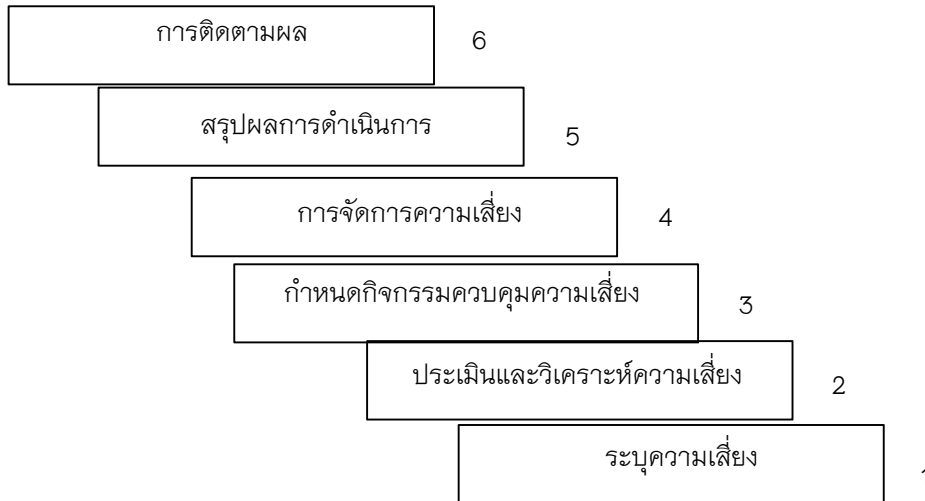 การติดตามผล 6
สรุปผลการดำเนินการ 5
การจัดการความเสี่ยง 4
กำหนดกิจกรรมควบคุมความเสี่ยง 3
ประเมินและวิเคราะห์ความเสี่ยง 2
ระบุความเสี่ยง